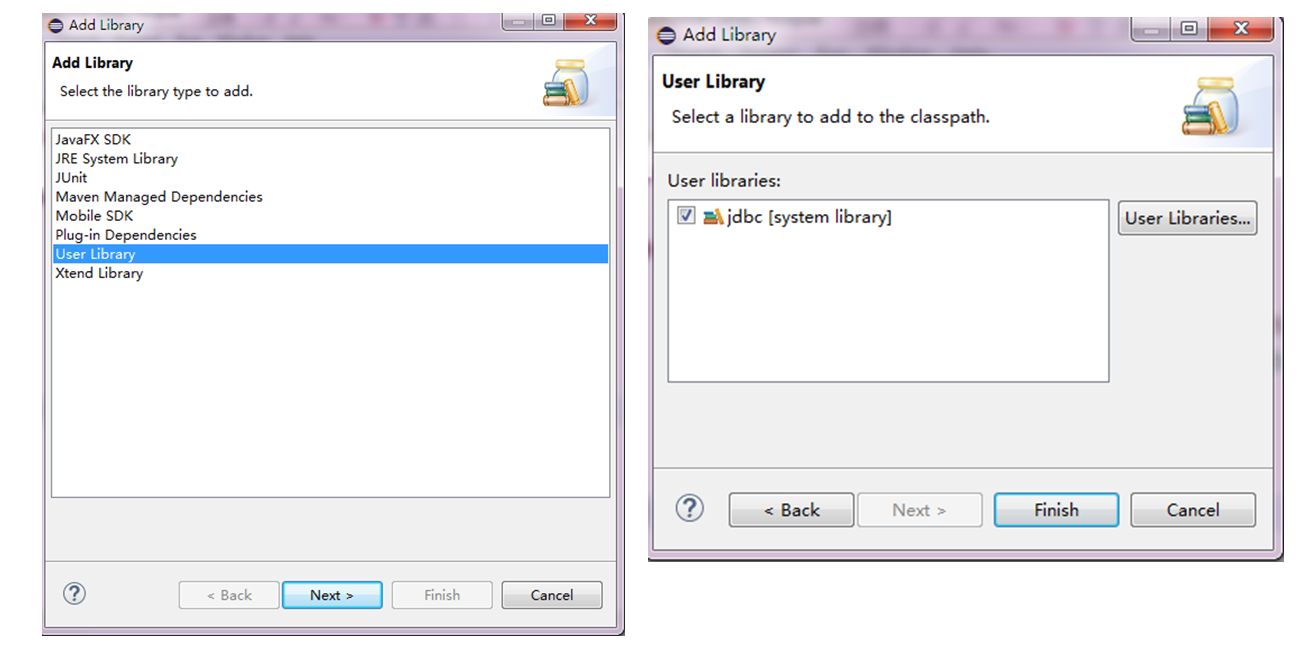 Add Library
Add Library
Select the library type to add.
JavaFX SDK
JRE System Library
JUnit
Maven Managed Dependencies
Mobile SDK
Plug-in Dependencies
User Library
Xtend Library
? < Back Next > Finish Cancel
Add Library
User Library
Select a library to add to the classpath.
User libraries:
jdbc [system library] User Libraries...
? < Back Next > Finish Cancel